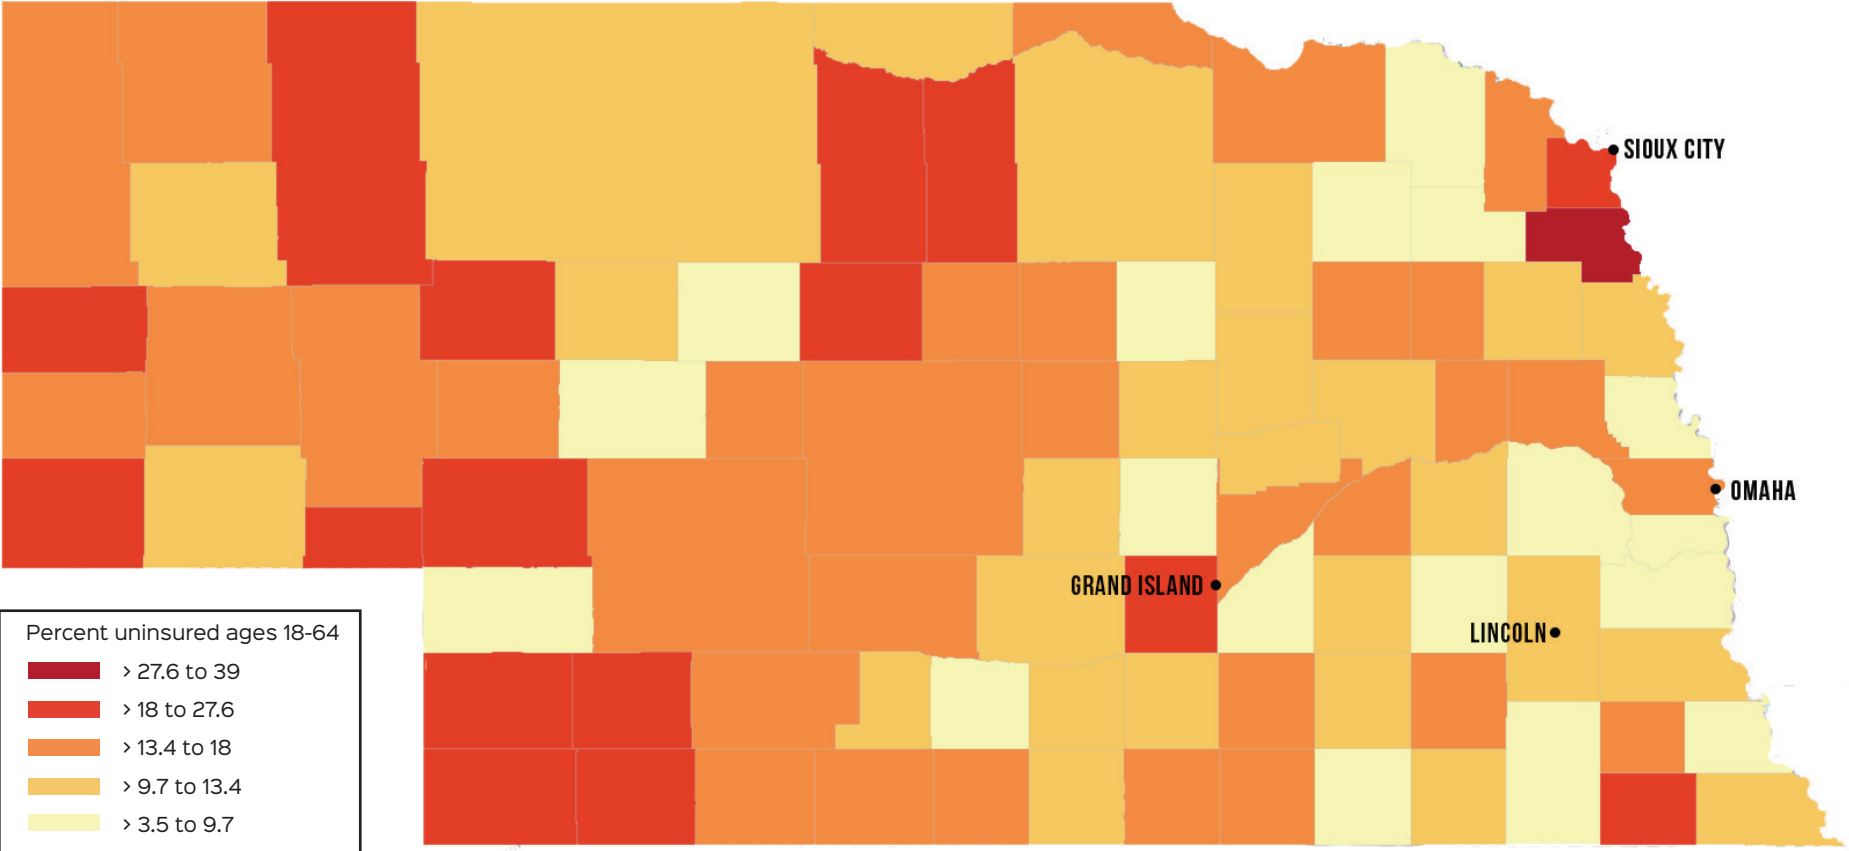 SIOUX CITY
OMAHA
GRAND ISLAND
LINCOLN
Percent uninsured ages 18-64
> 27.6 to 39
> 18 to 27.6
> 13.4 to 18
> 9.7 to 13.4
> 3.5 to 9.7